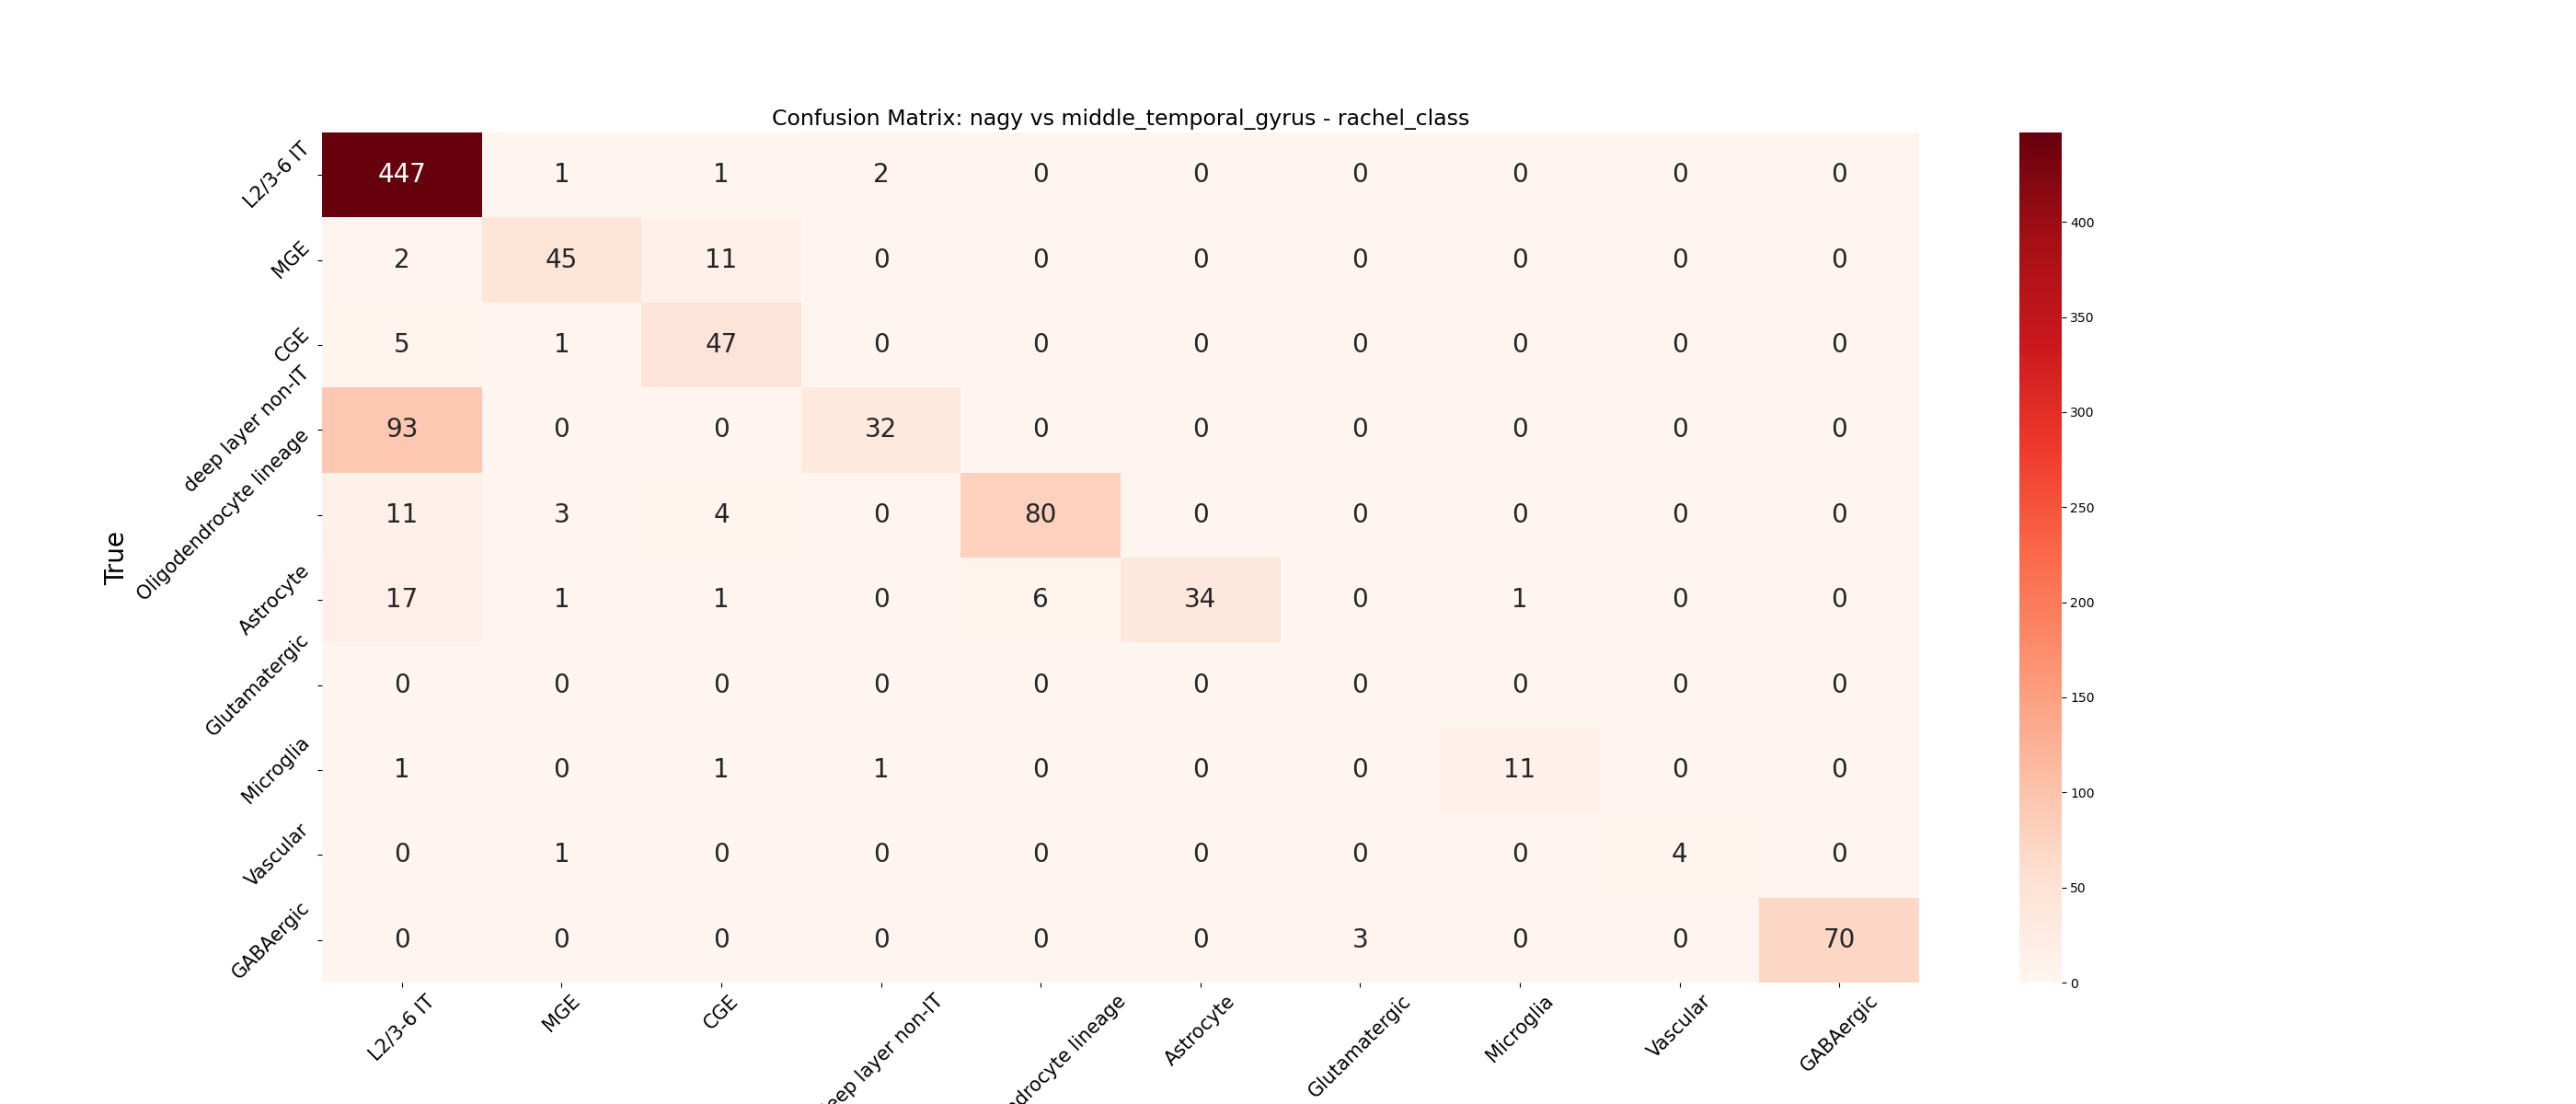 Confusion Matrix: nagy vs middle_temporal_gyrus - rachel_class
True
L2/3-6 IT 447 1 1 2 0 0 0 0 0 0
MGE 2 45 11 0 0 0 0 0 0 0
CGE 5 1 47 0 0 0 0 0 0 0
deep layer non-IT 93 0 0 32 0 0 0 0 0 0
Oligodendrocyte lineage 11 3 4 0 80 0 0 0 0 0
Astrocyte 17 1 1 0 6 34 0 1 0 0
Glutamatergic 0 0 0 0 0 0 0 0 0 0
Microglia 1 0 1 1 0 0 0 11 0 0
Vascular 0 1 0 0 0 0 0 0 4 0
GABAergic 0 0 0 0 0 0 3 0 0 70
L2/3-6 IT MGE CGE eep layer non-IT ndrocyte lineage Astrocyte Glutamatergic Microglia Vascular GABAergic
400
350
300
250
200
150
100
50
0